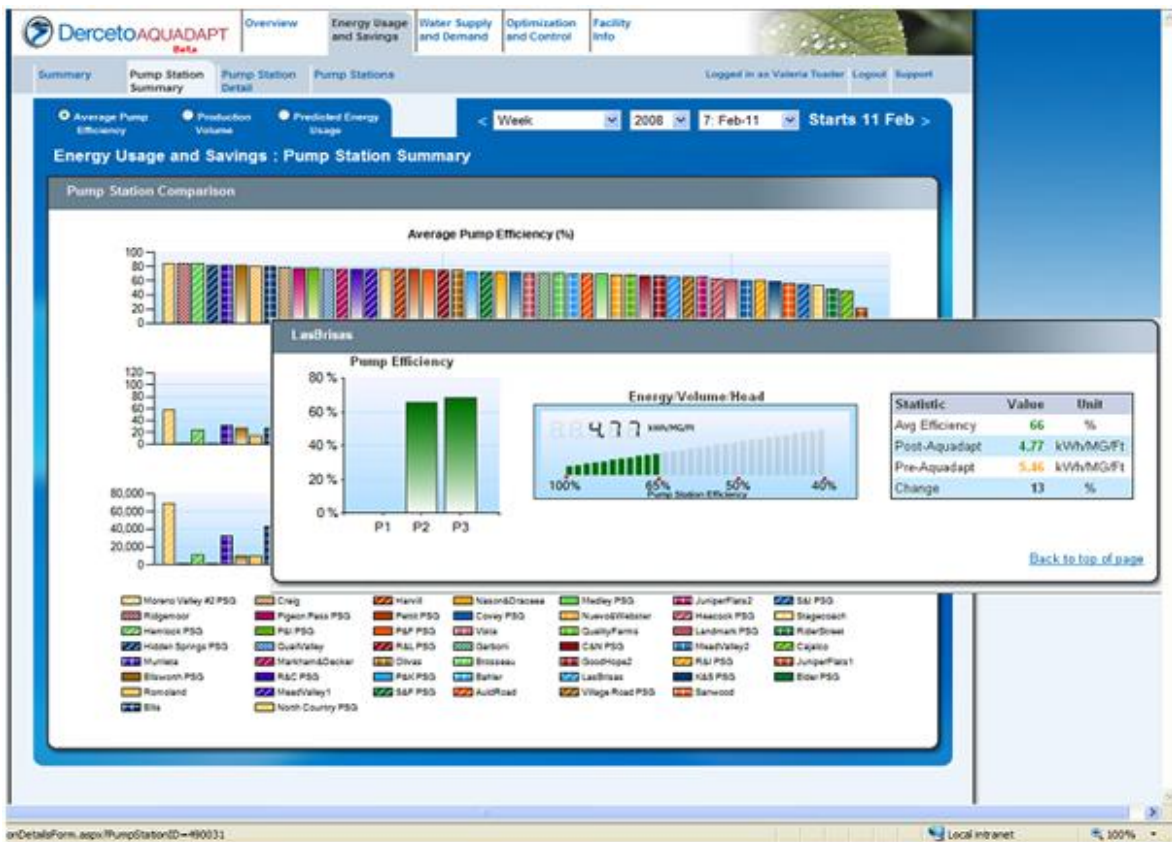 DercetoAQUADAPT
Beta
Overview
Energy Usage
and Savings
Water Supply
and Demand
Optimization
and Control
Facility
Info
Summary
Pump Station
Summary
Pump Station
Detail
Pump Stations
Logged in as Valeria Toader
Logout
Support
Average Pump
Efficiency
Production
Volume
Predicted Energy
Usage
< Week 2008 7: Feb-11 Starts 11 Feb >
Energy Usage and Savings : Pump Station Summary
Pump Station Comparison
Average Pump Efficiency (%)
100
80
60
40
20
0
120
100
80
60
40
20
0
80,000
60,000
40,000
20,000
0
LasBrisas
Pump Efficiency
80 %
60 %
40 %
20 %
0 %
P1 P2 P3
Energy/Volume/Head
4.77 kWh/MG/Ft
100% 65% 50% 40%
Pump Station Efficiency
Statistic Value Unit
Avg Efficiency 66 %
Post-Aquadapt 4.77 kWh/MG/Ft
Pre-Aquadapt 5.46 kWh/MG/Ft
Change 13 %
Back to top of page
Moreno Valley #2 PSG Craig Harvill Nason&Dracaea Medley PSG JuniperFlats2 S&I PSG
Ridgemoor Pigeon Pass PSG Perris PSG Covey PSG Nuevo&Webster Heacock PSG Stagecoach
Hemlock PSG P&I PSG P&F PSG Vista QualityFarms Landmark PSG RiderStreet
Hidden Springs PSG QuailValley R&L PSG Garboni C&N PSG MeadValley2 Cajalco
Murrieta Markham&Decker Olivas Brosseau GoodHope2 R&I PSG JuniperFlats1
Ellsworth PSG R&C PSG P&K PSG Bahler LasBrisas K&S PSG Elder PSG
Romoland MeadValley1 S&F PSG AuldRoad Village Road PSG Sanwood
Ellis North Country PSG
onDetailsForm.aspx?PumpStationID=490031
Local intranet
100%